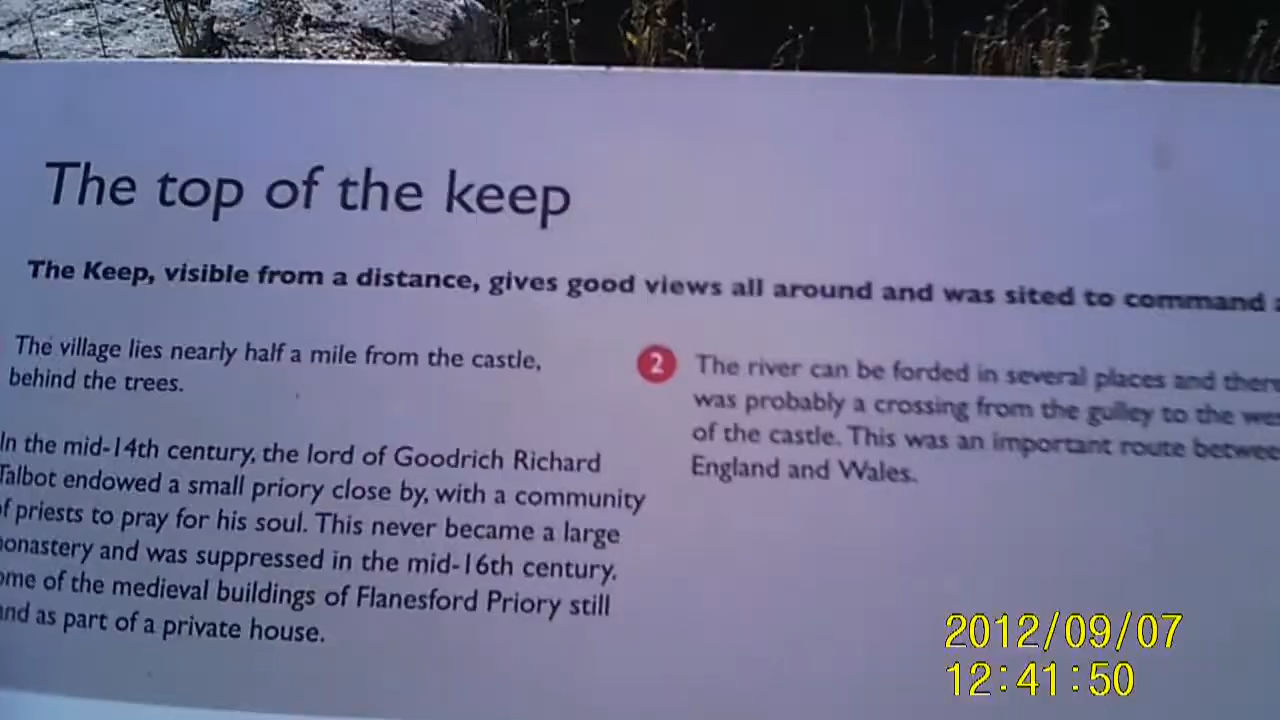 The top of the keep
The Keep, visible from a distance, gives good views all around and was sited to command
The village lies nearly half a mile from the castle,
behind the trees.
In the mid-14th century, the lord of Goodrich Richard
Talbot endowed a small priory close by, with a community
of priests to pray for his soul. This never became a large
onastery and was suppressed in the mid-16th century.
ome of the medieval buildings of Flanesford Priory still
and as part of a private house.
2
The river can be forded in several places and there
was probably a crossing from the gulley to the wes
of the castle. This was an important route betwee
England and Wales.
2012/09/07
12:41:50